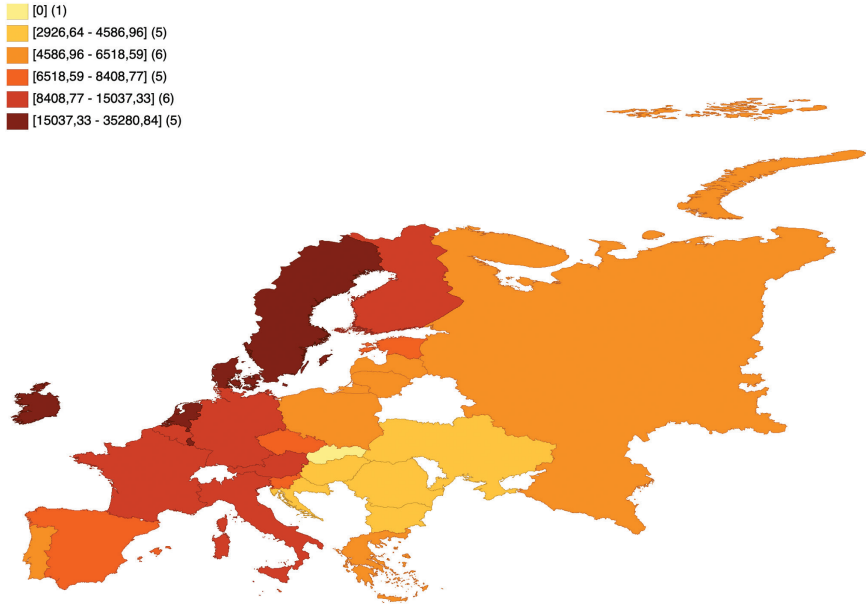 [0] (1)
[2926,64 - 4586,96] (5)
[4586,96 - 6518,59] (6)
[6518,59 - 8408,77] (5)
[8408,77 - 15037,33] (6)
[15037,33 - 35280,84] (5)